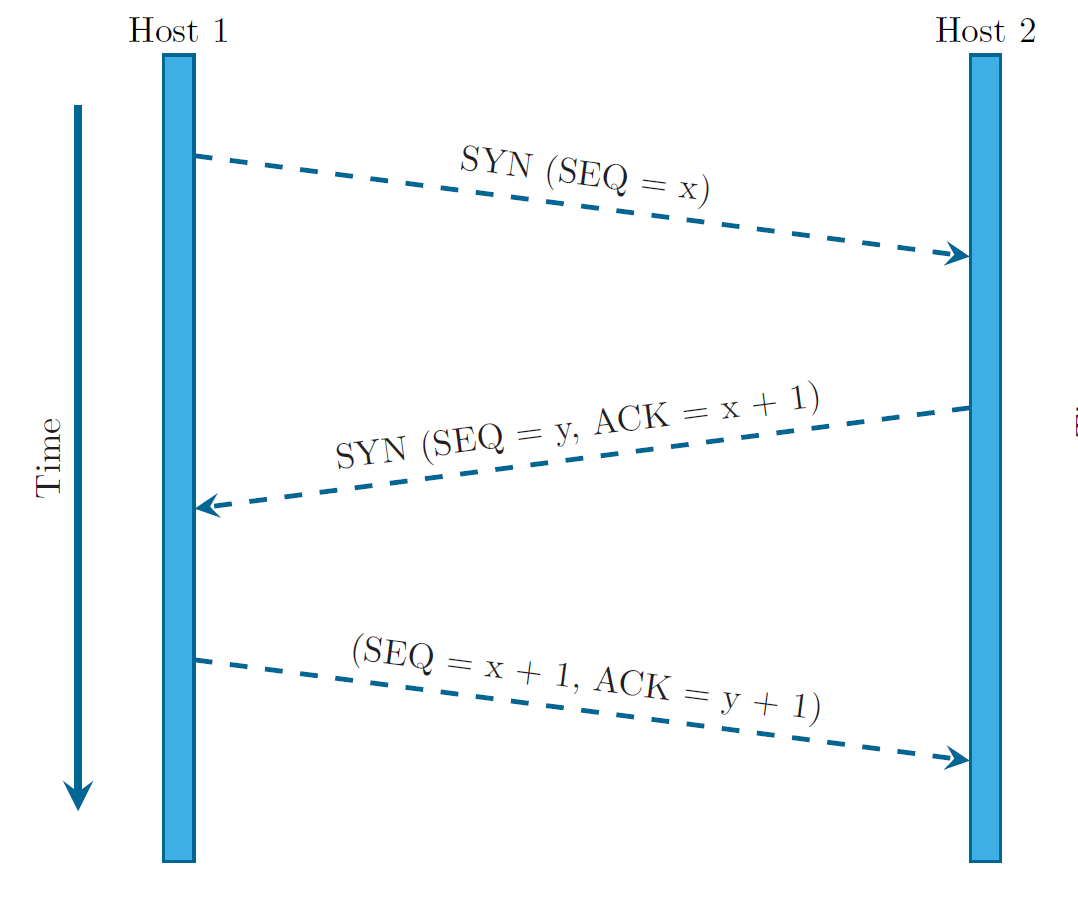 Host 1
Host 2
SYN (SEQ = x)
SYN (SEQ = y, ACK = x + 1)
Time
(SEQ = x + 1, ACK = y + 1)